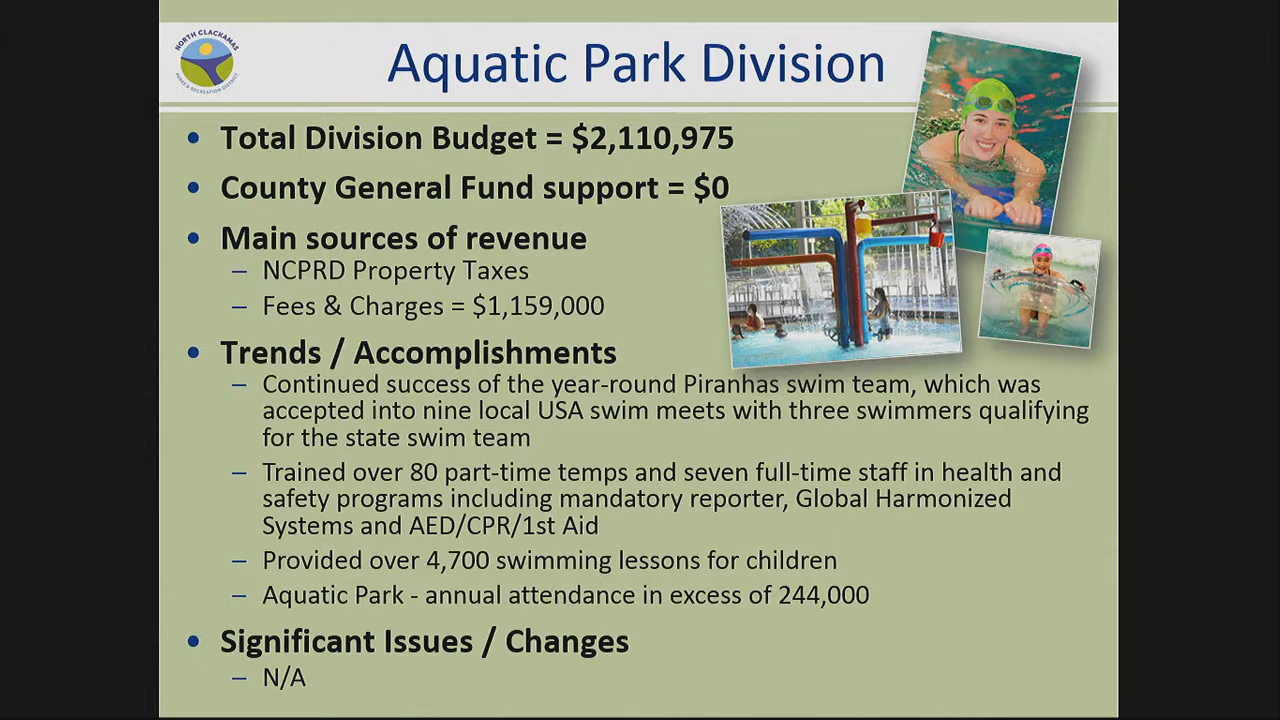 NORTH CLACKAMAS
PARKS & RECREATION DISTRICT
Aquatic Park Division
• Total Division Budget = $2,110,975
• County General Fund support = $0
• Main sources of revenue
– NCPRD Property Taxes
– Fees & Charges = $1,159,000
• Trends / Accomplishments
– Continued success of the year-round Piranhas swim team, which was
accepted into nine local USA swim meets with three swimmers qualifying
for the state swim team
– Trained over 80 part-time temps and seven full-time staff in health and
safety programs including mandatory reporter, Global Harmonized
Systems and AED/CPR/1st Aid
– Provided over 4,700 swimming lessons for children
– Aquatic Park - annual attendance in excess of 244,000
• Significant Issues / Changes
– N/A